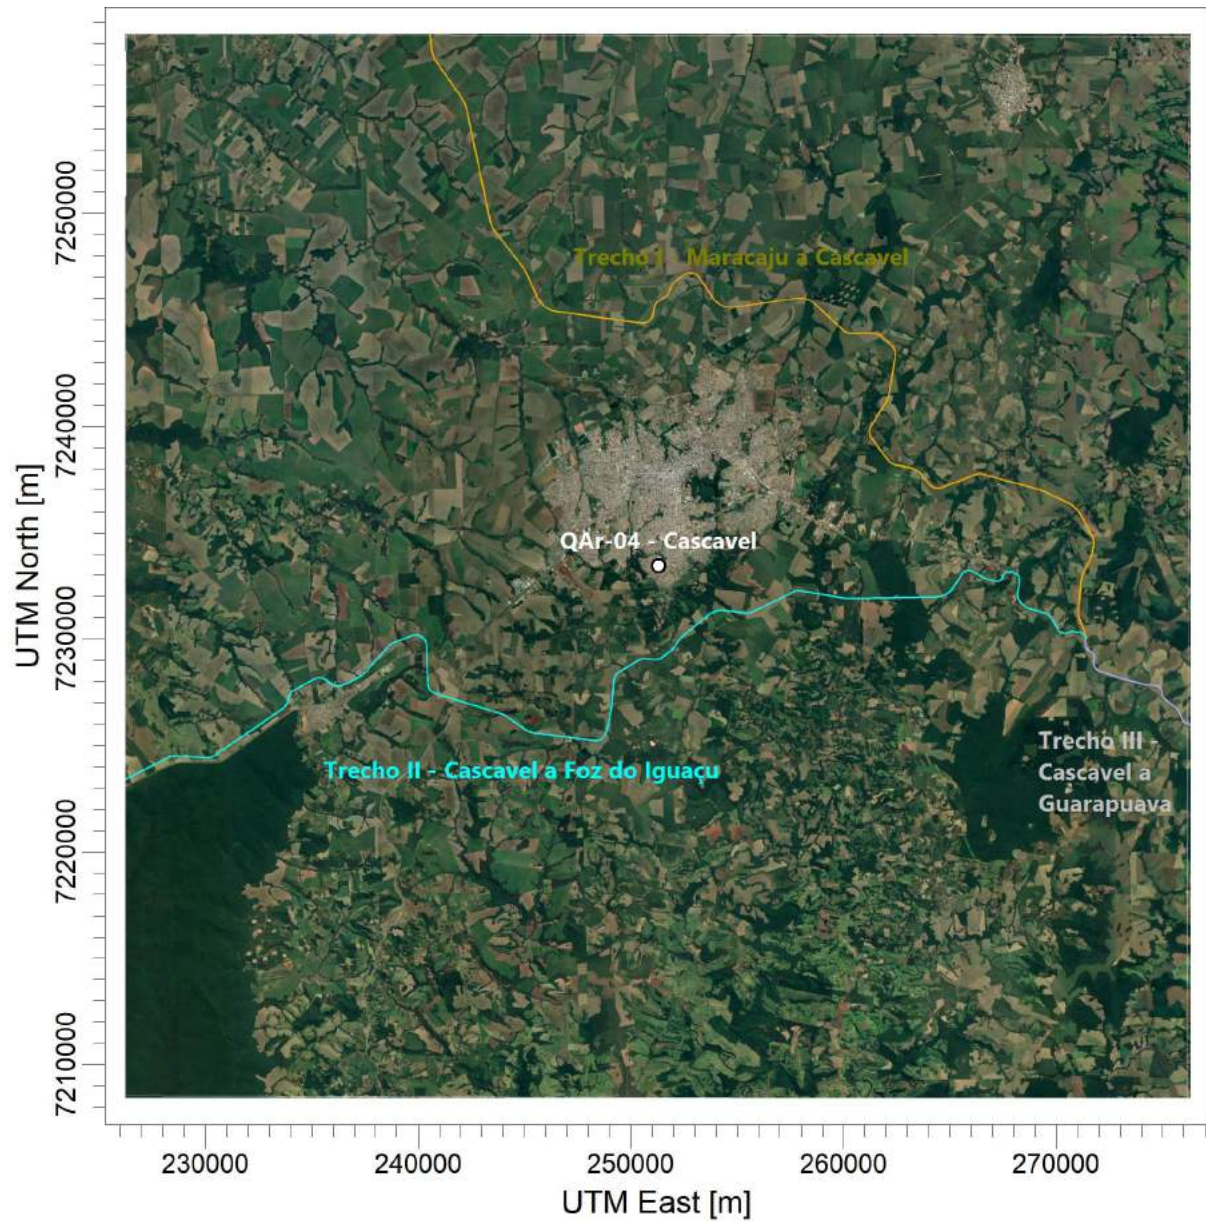 7250000
7240000
7230000
7220000
7210000
UTM North [m]
Trecho I - Maracaju a Cascavel
QAr-04 - Cascavel
Trecho II - Cascavel a Foz do Iguaçu
Trecho III -
Cascavel a
Guarapuava
230000
240000
250000
260000
270000
UTM East [m]